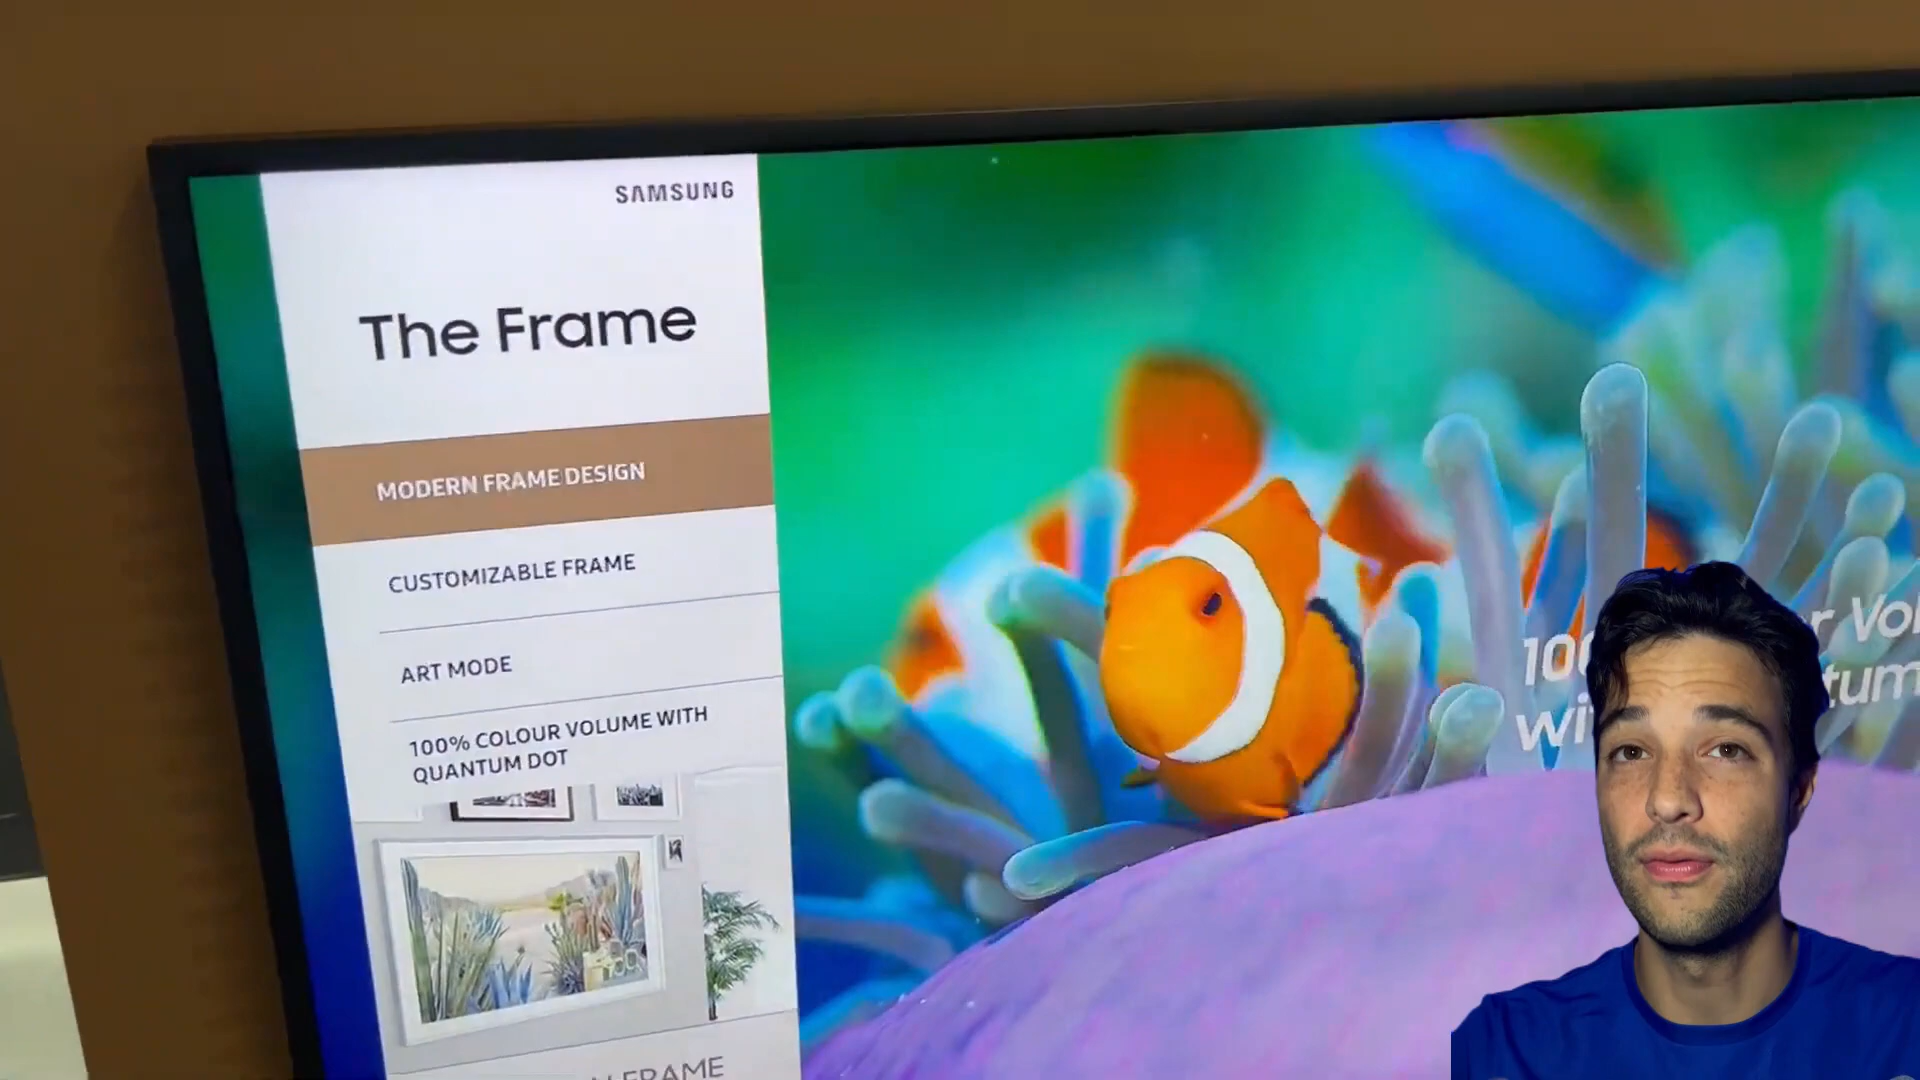 SAMSUNG
The Frame
MODERN FRAME DESIGN
CUSTOMIZABLE FRAME
ART MODE
100% COLOUR VOLUME WITH
QUANTUM DOT
FRAME